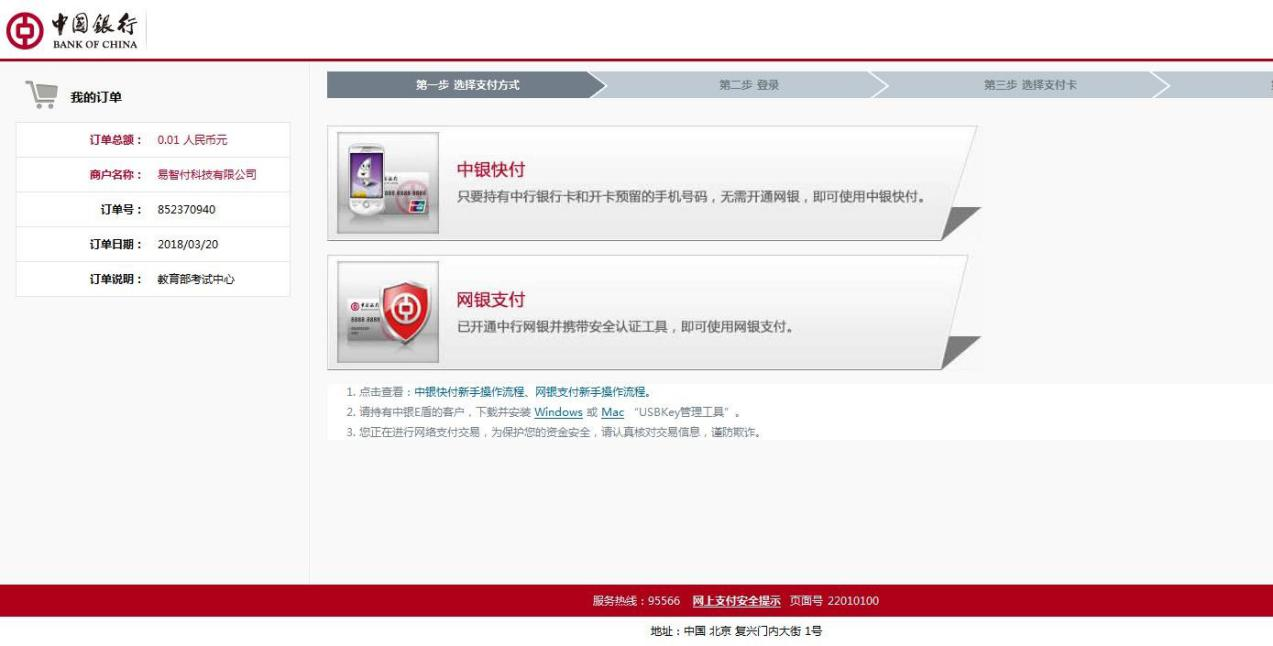 中国銀行
BANK OF CHINA
我的订单
订单总额： 0.01 人民币元
商户名称： 易智付科技有限公司
订单号： 852370940
订单日期： 2018/03/20
订单说明： 教育部考试中心
第一步 选择支付方式
第二步 登录
第三步 选择支付卡
中银快付
只要持有中行银行卡和开卡预留的手机号码，无需开通网银，即可使用中银快付。
网银支付
已开通中行网银并携带安全认证工具，即可使用网银支付。
1. 点击查看：中银快付新手操作流程、网银支付新手操作流程。
2. 请持有中银E盾的客户，下载并安装 Windows 或 Mac “USBKey管理工具”。
3. 您正在进行网络支付交易，为保护您的资金安全，请认真核对交易信息，谨防欺诈。
服务热线：95566 网上支付安全提示 页面号 22010100
地址：中国 北京 复兴门内大街 1号